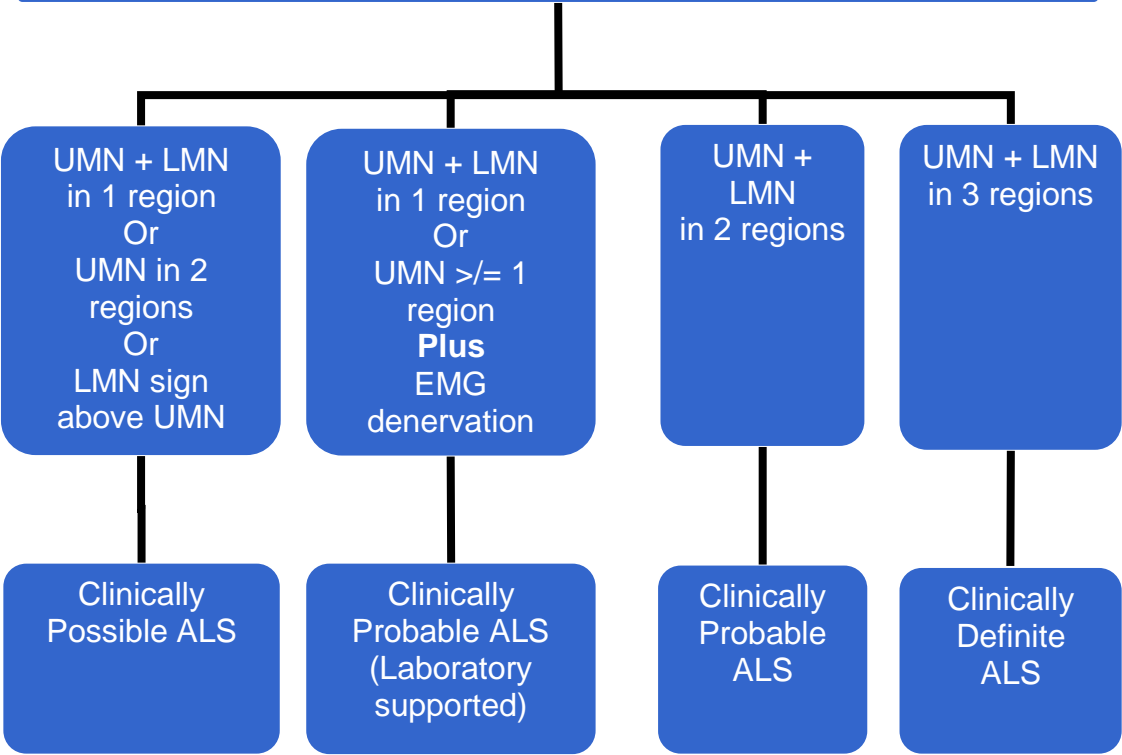 UMN + LMN
in 1 region
Or
UMN in 2
regions
Or
LMN sign
above UMN
UMN + LMN
in 1 region
Or
UMN >/= 1
region
Plus
EMG
denervation
UMN +
LMN
in 2 regions
UMN + LMN
in 3 regions
Clinically
Possible ALS
Clinically
Probable ALS
(Laboratory
supported)
Clinically
Probable
ALS
Clinically
Definite
ALS